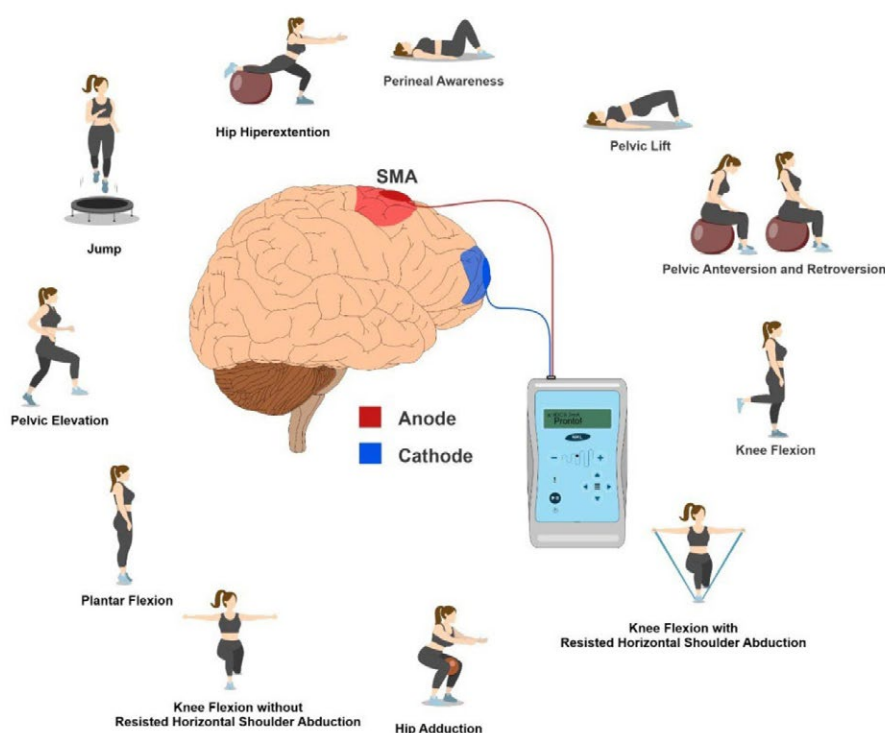 Perineal Awareness
Hip Hiperextention
Pelvic Lift
SMA
Jump
Pelvic Anteversion and Retroversion
Pelvic Elevation
Anode
Cathode
Pronto!
Knee Flexion
Plantar Flexion
Knee Flexion with
Resisted Horizontal Shoulder Abduction
Knee Flexion without
Resisted Horizontal Shoulder Abduction
Hip Adduction